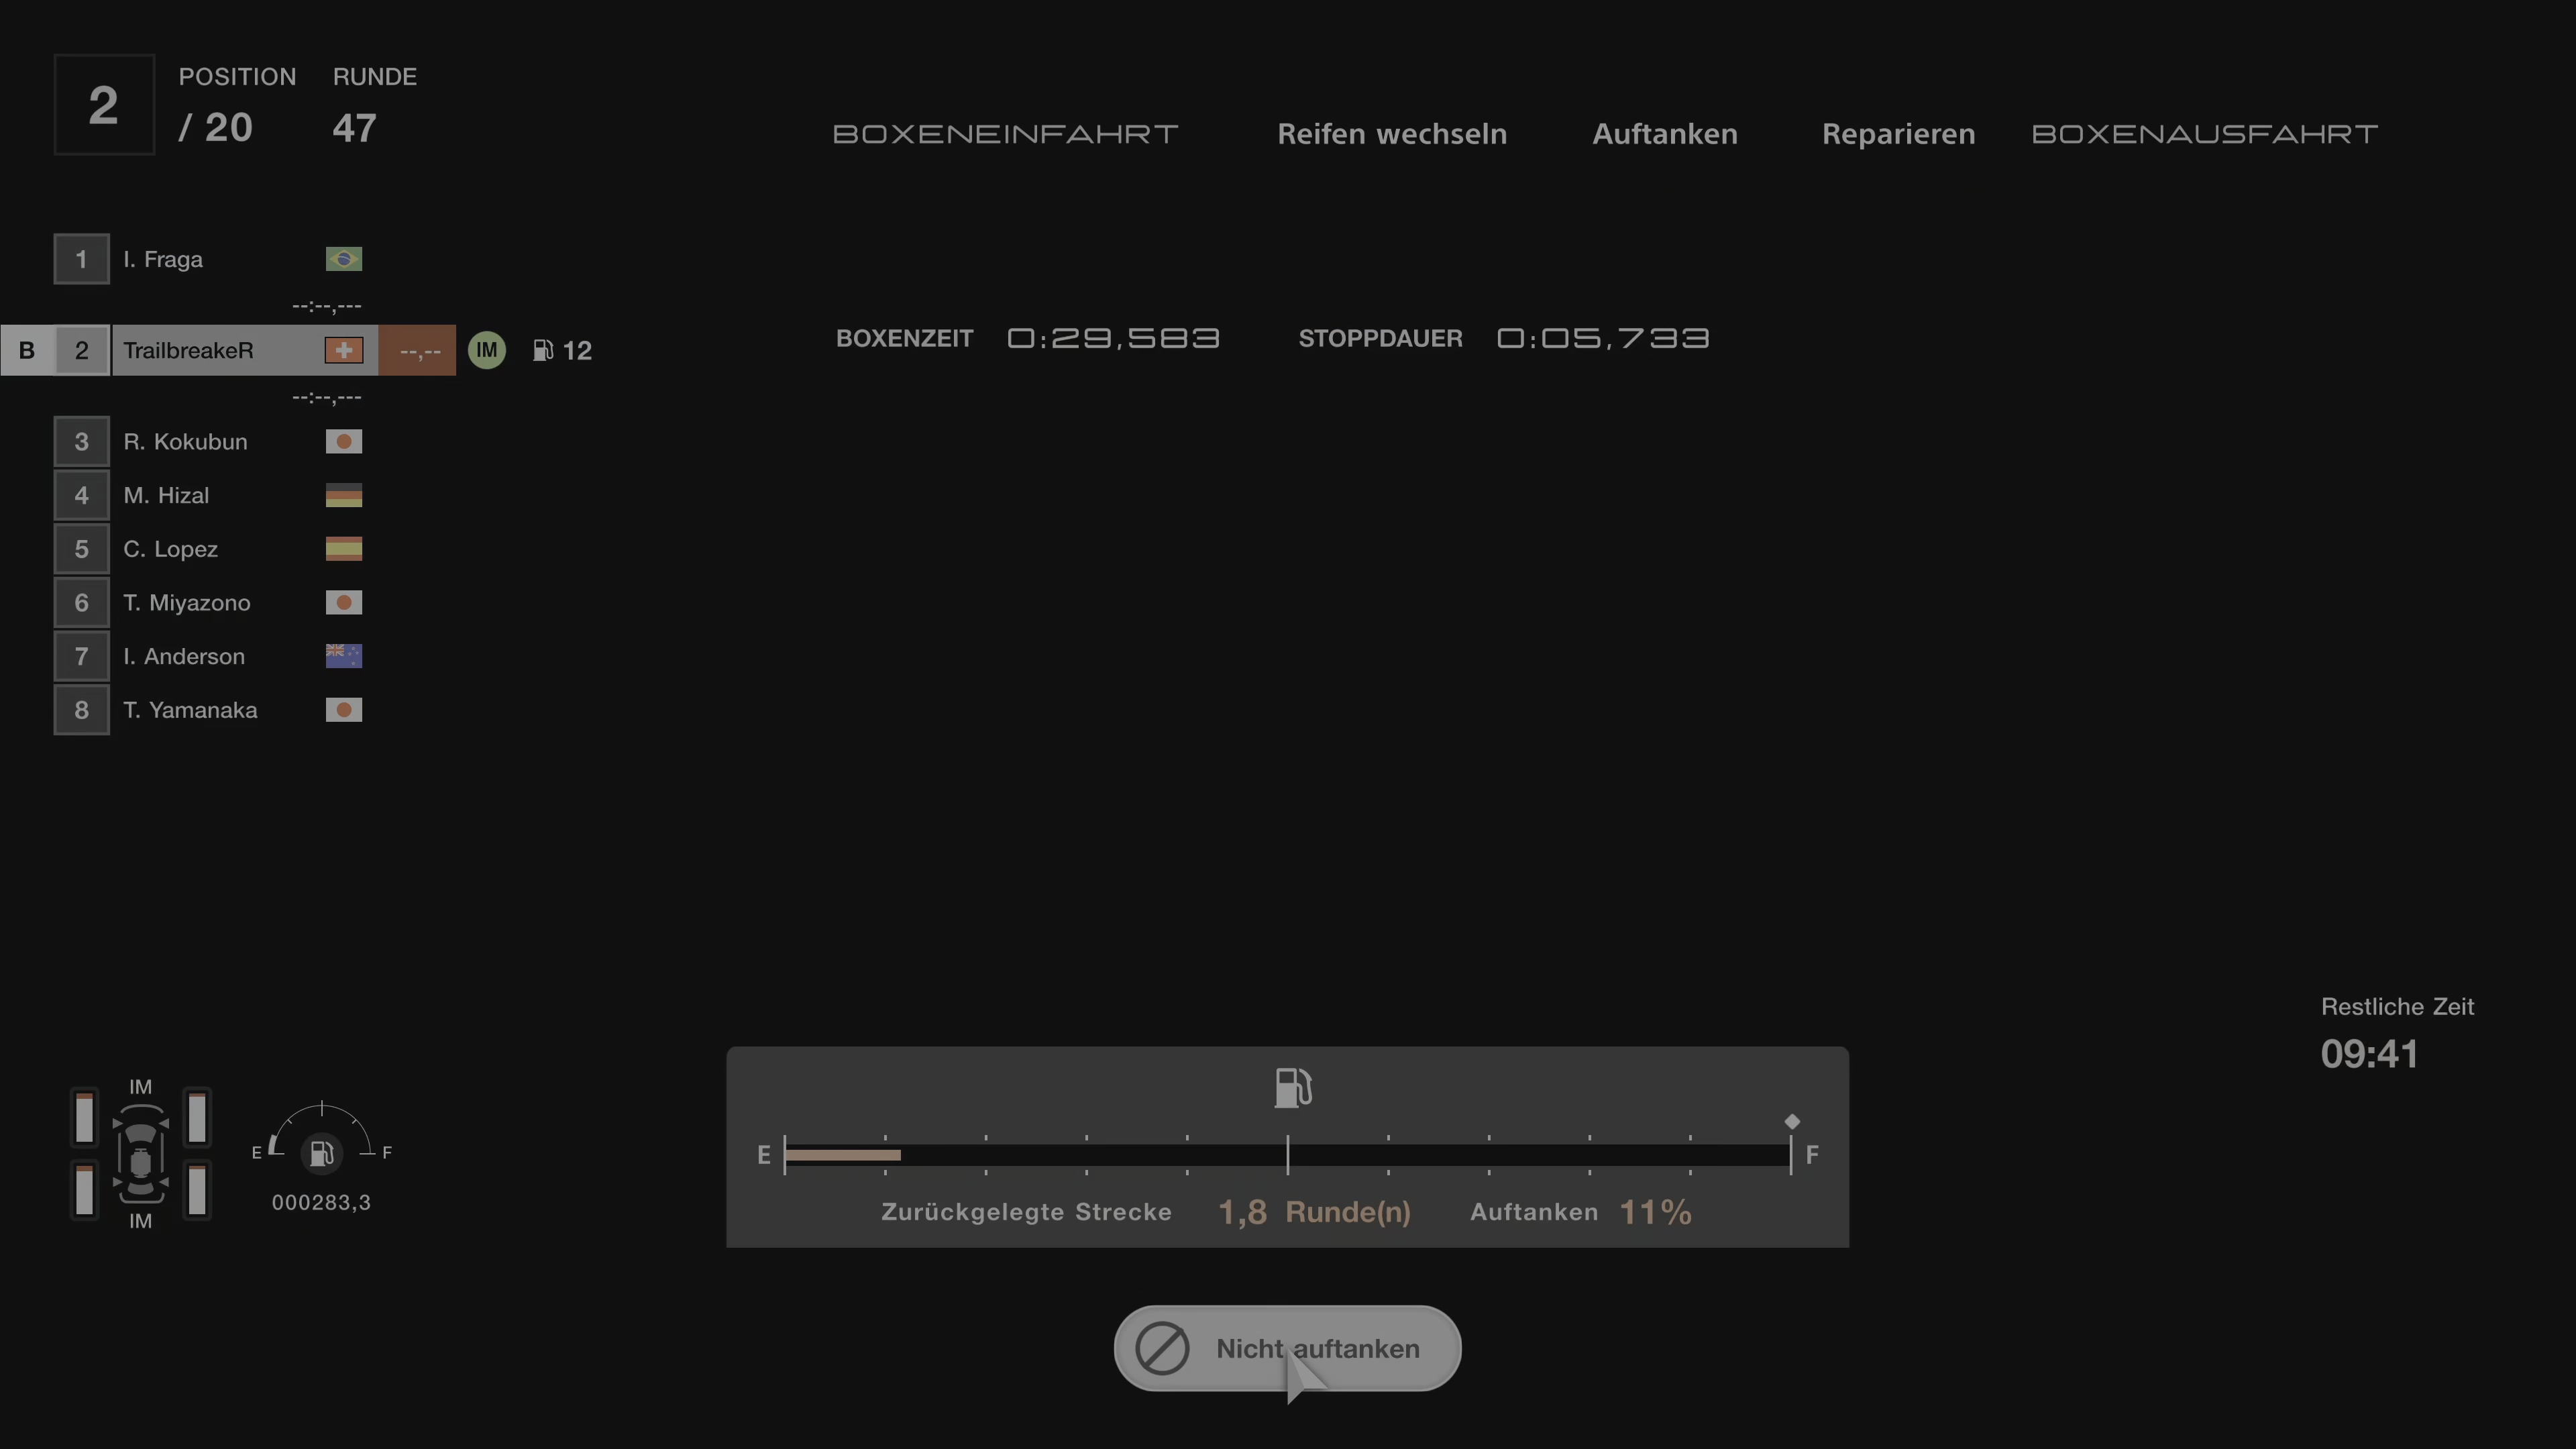 2
POSITION
/ 20
RUNDE
47
BOXENEINFAHRT
Reifen wechseln
Auftanken
Reparieren
BOXENAUSFAHRT
1 I. Fraga
--:--,---
B 2 TrailbreakeR --,-- IM 12
--:--,---
3 R. Kokubun
4 M. Hizal
5 C. Lopez
6 T. Miyazono
7 I. Anderson
8 T. Yamanaka
BOXENZEIT 0:29,583
STOPPDAUER 0:05,733
Restliche Zeit
09:41
IM
IM
E F
000283,3
E F
Zurückgelegte Strecke 1,8 Runde(n) Auftanken 11%
Nicht auftanken